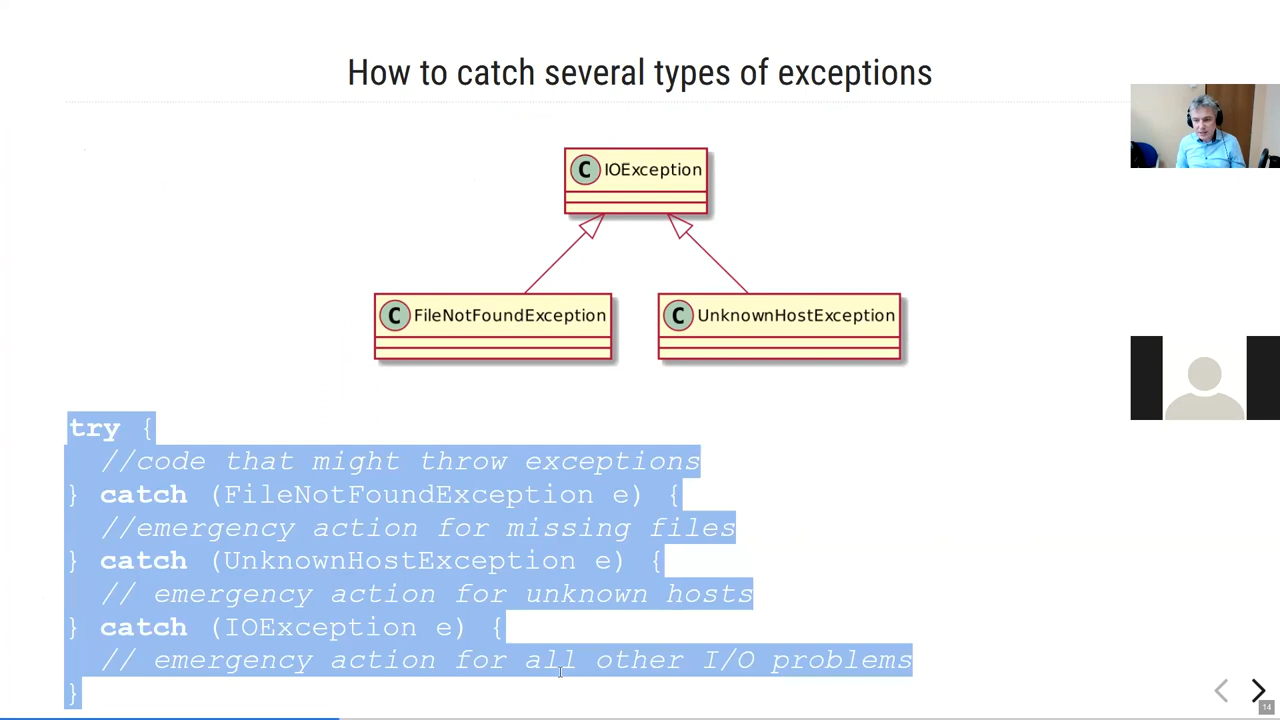 How to catch several types of exceptions
C IOException
C FileNotFoundException
C UnknownHostException
try {
//code that might throw exceptions
} catch (FileNotFoundException e) {
//emergency action for missing files
} catch (UnknownHostException e) {
// emergency action for unknown hosts
} catch (IOException e) {
// emergency action for all other I/O problems
}
14